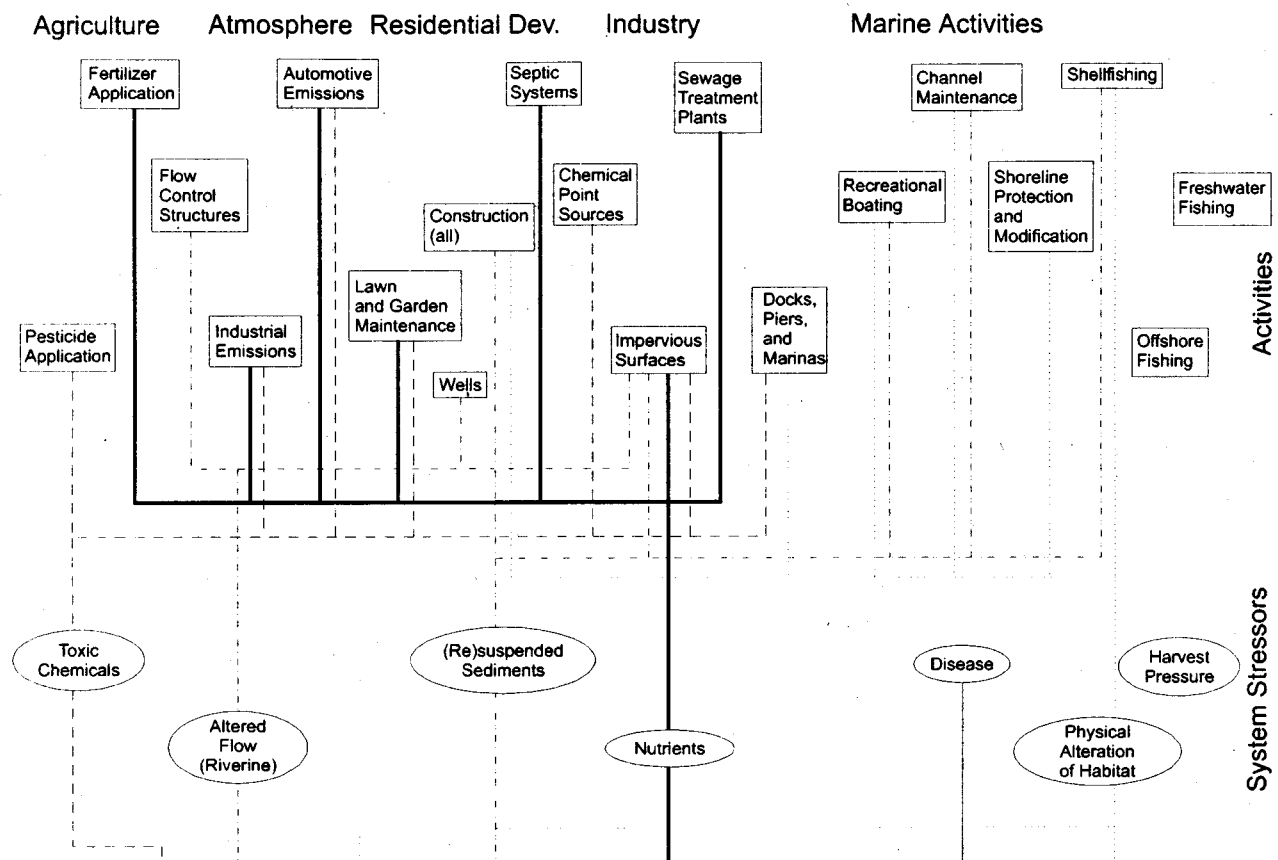 Agriculture
Atmosphere
Residential Dev.
Industry
Marine Activities
Fertilizer
Application
Automotive
Emissions
Septic
Systems
Sewage
Treatment
Plants
Channel
Maintenance
Shellfishing
Flow
Control
Structures
Construction
(all)
Chemical
Point
Sources
Recreational
Boating
Shoreline
Protection
and
Modification
Freshwater
Fishing
Pesticide
Application
Industrial
Emissions
Lawn
and Garden
Maintenance
Wells
Impervious
Surfaces
Docks,
Piers,
and
Marinas
Offshore
Fishing
Activities
Toxic
Chemicals
Altered
Flow
(Riverine)
(Re)suspended
Sediments
Nutrients
Disease
Physical
Alteration
of Habitat
Harvest
Pressure
System Stressors